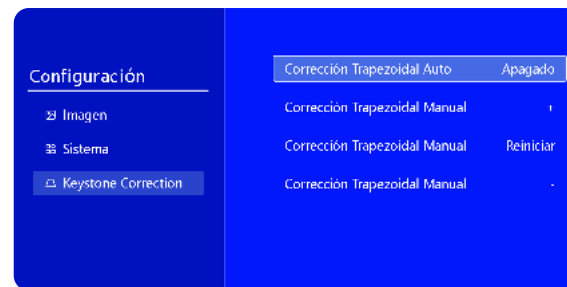 Configuración
Imagen
Sistema
Keystone Correction
Corrección Trapezoidal Auto Apagado
Corrección Trapezoidal Manual
Corrección Trapezoidal Manual Reiniciar
Corrección Trapezoidal Manual -